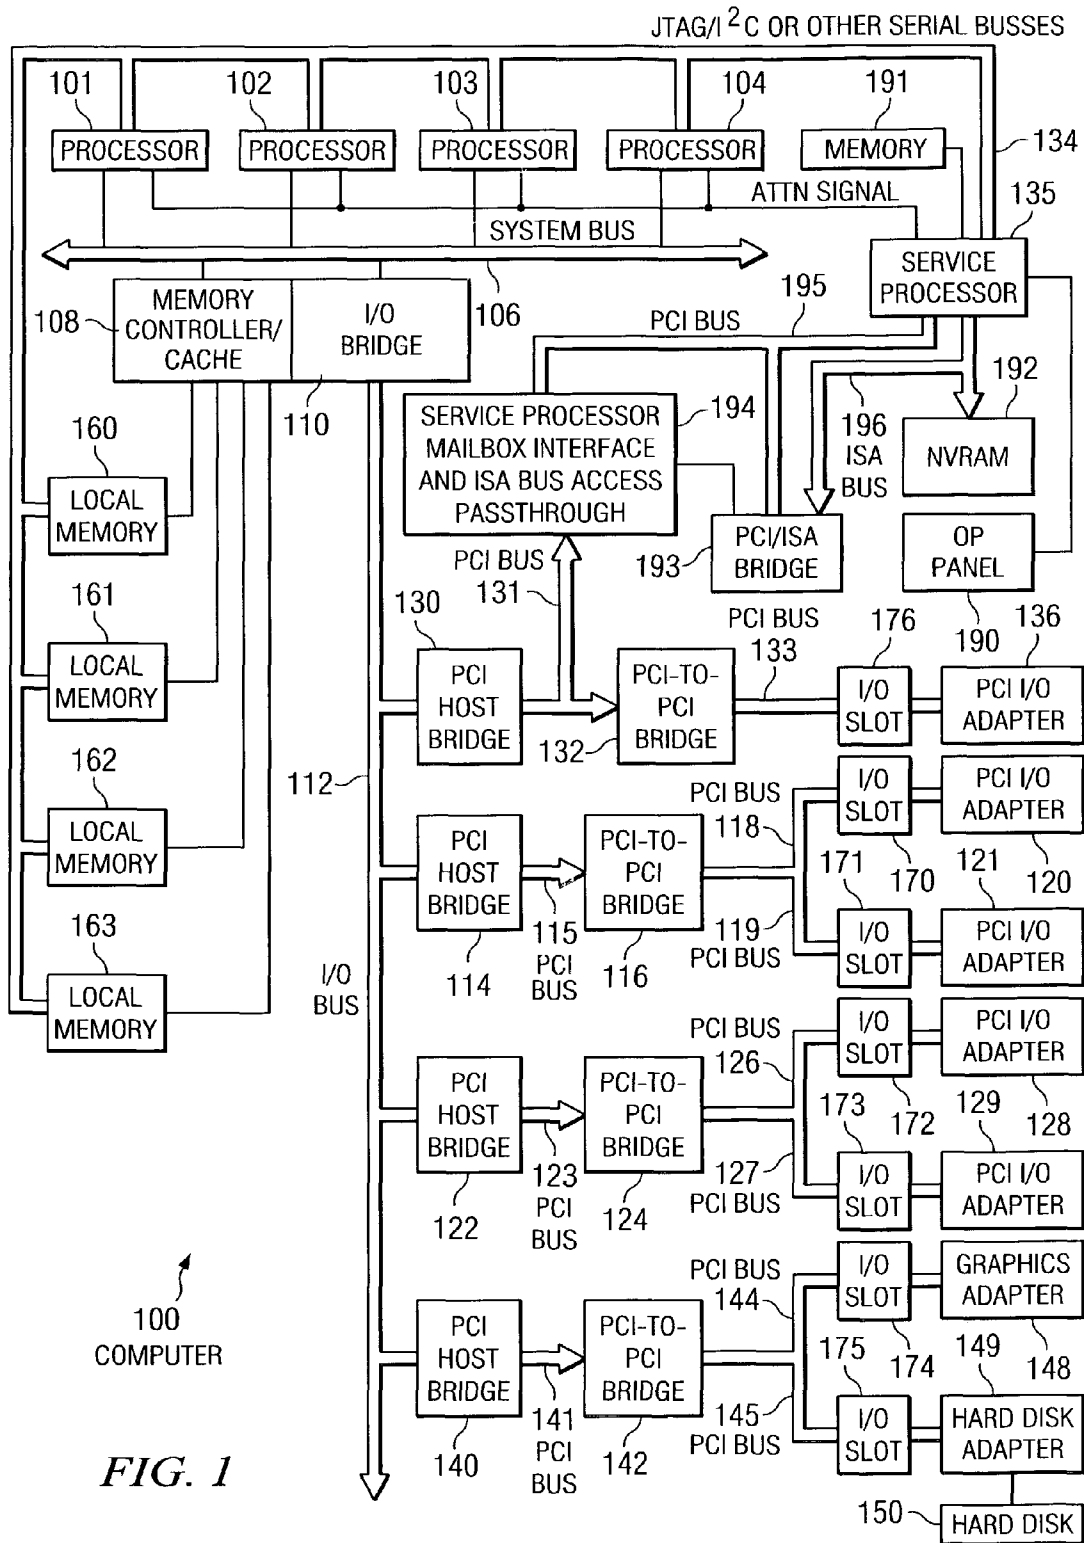 JTAG/I²C OR OTHER SERIAL BUSSES
101
102
103
104
191
PROCESSOR
PROCESSOR
PROCESSOR
PROCESSOR
MEMORY
134
ATTN SIGNAL
135
SYSTEM BUS
SERVICE
PROCESSOR
108
MEMORY
CONTROLLER/
CACHE
I/O
BRIDGE
106
110
195
PCI BUS
194
SERVICE PROCESSOR
MAILBOX INTERFACE
AND ISA BUS ACCESS
PASSTHROUGH
196
ISA
BUS
192
NVRAM
193
PCI/ISA
BRIDGE
OP
PANEL
190
160
LOCAL
MEMORY
161
LOCAL
MEMORY
162
LOCAL
MEMORY
163
LOCAL
MEMORY
PCI BUS
131
130
PCI
HOST
BRIDGE
PCI-TO-
PCI
BRIDGE
132
PCI BUS
133
176
I/O
SLOT
136
PCI I/O
ADAPTER
112
I/O
BUS
PCI
HOST
BRIDGE
114
115
PCI
BUS
PCI-TO-
PCI
BRIDGE
116
PCI BUS
118
I/O
SLOT
170
PCI I/O
ADAPTER
120
119
PCI BUS
171
I/O
SLOT
121
PCI I/O
ADAPTER
PCI
HOST
BRIDGE
122
123
PCI
BUS
PCI-TO-
PCI
BRIDGE
124
PCI BUS
126
I/O
SLOT
172
PCI I/O
ADAPTER
128
127
PCI BUS
173
I/O
SLOT
129
PCI I/O
ADAPTER
PCI
HOST
BRIDGE
140
141
PCI
BUS
PCI-TO-
PCI
BRIDGE
142
PCI BUS
144
I/O
SLOT
174
GRAPHICS
ADAPTER
148
145
PCI BUS
175
I/O
SLOT
149
HARD DISK
ADAPTER
150
HARD DISK
100
COMPUTER
FIG. 1